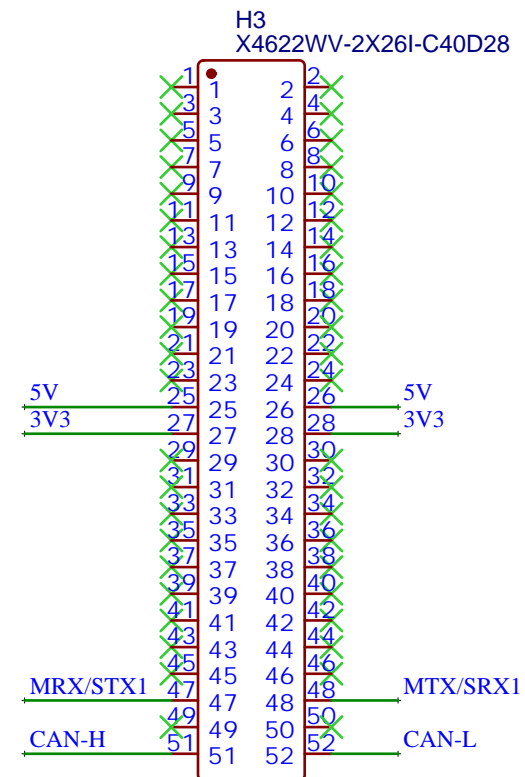 H3
X4622WV-2X26I-C40D28
1 1 2 2
3 3 4 4
5 5 6 6
7 7 8 8
9 9 10 10
11 11 12 12
13 13 14 14
15 15 16 16
17 17 18 18
19 19 20 20
21 21 22 22
23 23 24 24
5V 25 25 26 26 5V
3V3 27 27 28 28 3V3
29 29 30 30
31 31 32 32
33 33 34 34
35 35 36 36
37 37 38 38
39 39 40 40
41 41 42 42
43 43 44 44
45 45 46 46
MRX/STX1 47 47 48 48 MTX/SRX1
49 49 50 50
CAN-H 51 51 52 52 CAN-L